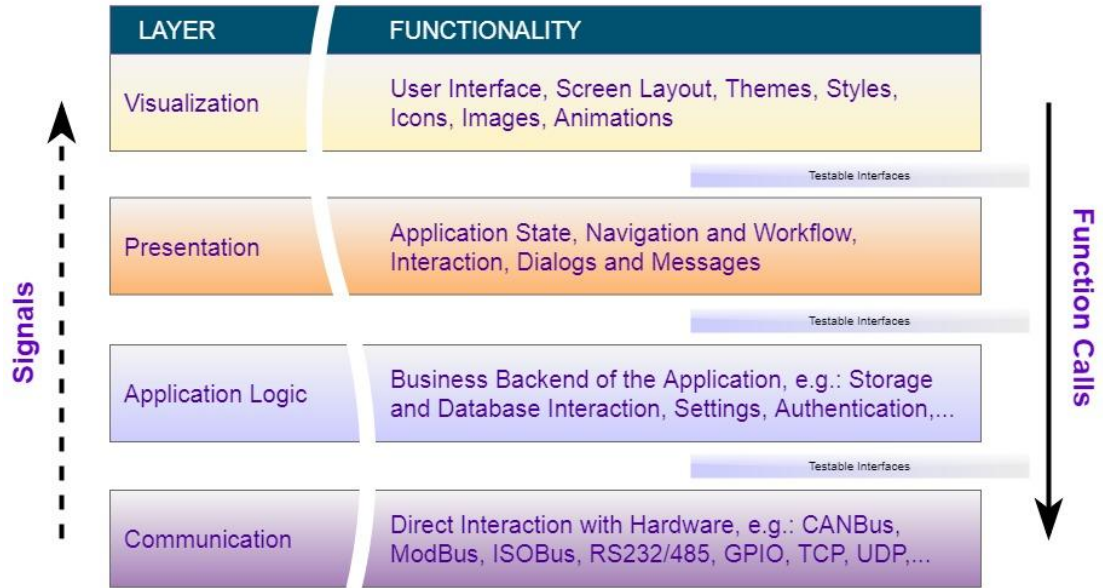 LAYER
FUNCTIONALITY
Visualization
User Interface, Screen Layout, Themes, Styles,
Icons, Images, Animations
Testable Interfaces
Presentation
Application State, Navigation and Workflow,
Interaction, Dialogs and Messages
Testable Interfaces
Application Logic
Business Backend of the Application, e.g.: Storage
and Database Interaction, Settings, Authentication,...
Testable Interfaces
Communication
Direct Interaction with Hardware, e.g.: CANBus,
ModBus, ISOBus, RS232/485, GPIO, TCP, UDP,...
Signals
Function Calls